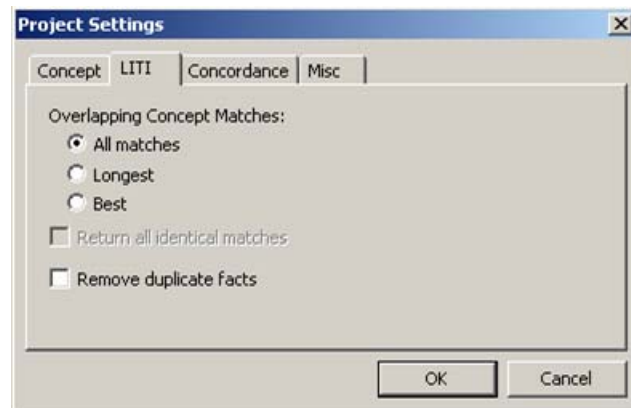 Project Settings
Concept LITI Concordance Misc
Overlapping Concept Matches:
All matches
Longest
Best
Return all identical matches
Remove duplicate facts
OK Cancel